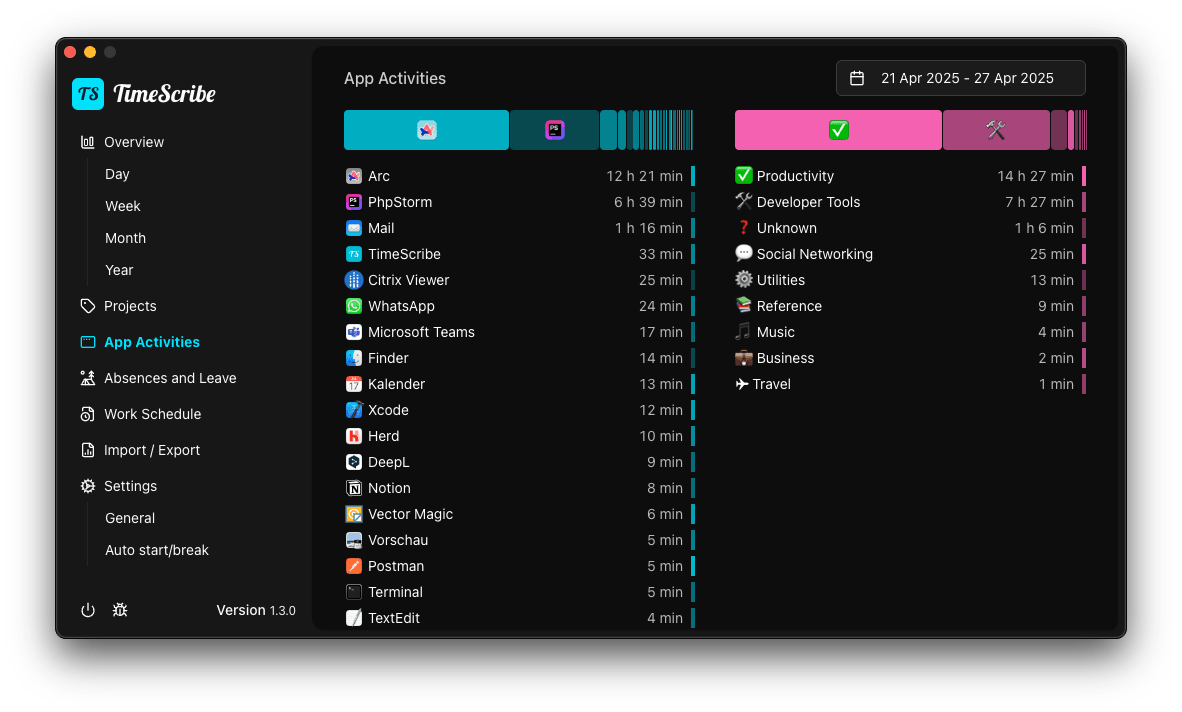 TS TimeScribe
Overview
Day
Week
Month
Year
Projects
App Activities
Absences and Leave
Work Schedule
Import / Export
Settings
General
Auto start/break
Version 1.3.0
App Activities
21 Apr 2025 - 27 Apr 2025
PS
Arc 12 h 21 min
PS PhpStorm 6 h 39 min
Mail 1 h 16 min
TS TimeScribe 33 min
Citrix Viewer 25 min
WhatsApp 24 min
Microsoft Teams 17 min
Finder 14 min
17 Kalender 13 min
Xcode 12 min
Herd 10 min
DeepL 9 min
Notion 8 min
Vector Magic 6 min
Vorschau 5 min
Postman 5 min
Terminal 5 min
TextEdit 4 min
Productivity 14 h 27 min
Developer Tools 7 h 27 min
Unknown 1 h 6 min
Social Networking 25 min
Utilities 13 min
Reference 9 min
Music 4 min
Business 2 min
Travel 1 min